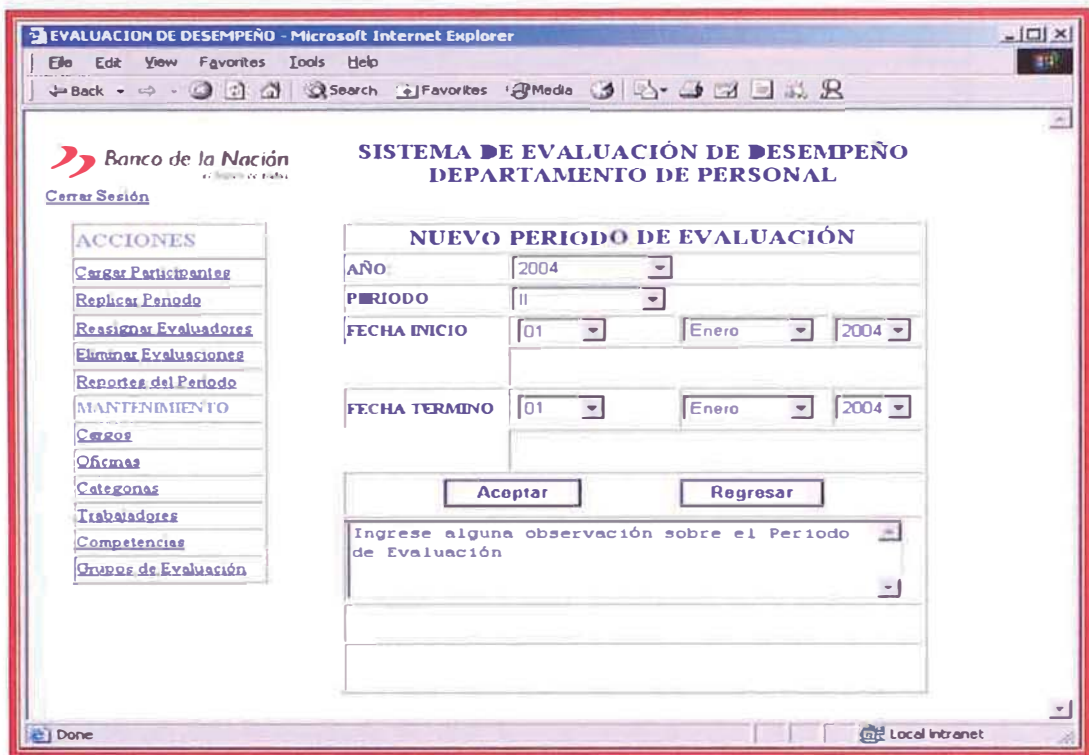 EVALUACION DE DESEMPEÑO - Microsoft Internet Explorer
File Edit View Favorites Tools Help
Back Search Favorites Media
Banco de la Nación
SISTEMA DE EVALUACIÓN DE DESEMPEÑO
DEPARTAMENTO DE PERSONAL
Cerrar Sesión
ACCIONES
Cargar Participantes
Replicar Periodo
Reasignar Evaluadores
Eliminar Evaluaciones
Reportes del Periodo
MANTENIMIENTO
Cargos
Oficinas
Categorias
Trabajadores
Competencias
Grupos de Evaluación
NUEVO PERIODO DE EVALUACIÓN
AÑO: 2004
PERIODO II
FECHA INICIO 01 Enero 2004
FECHA TERMINO 01 Enero 2004
Aceptar Regresar
Ingrese alguna observación sobre el Periodo
de Evaluación
Done Local intranet